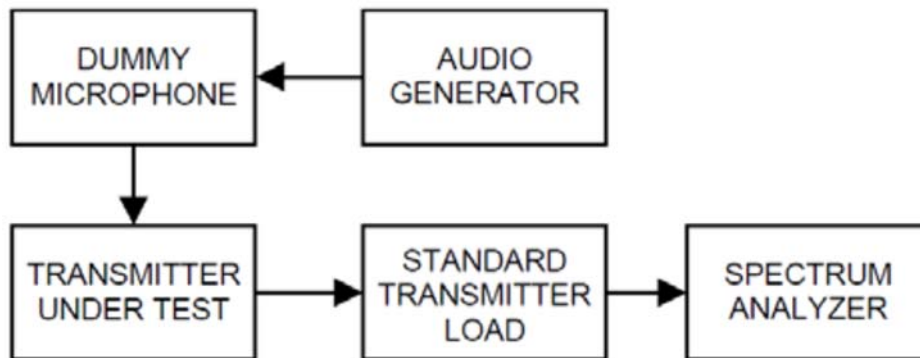 DUMMY
MICROPHONE
AUDIO
GENERATOR
TRANSMITTER
UNDER TEST
STANDARD
TRANSMITTER
LOAD
SPECTRUM
ANALYZER